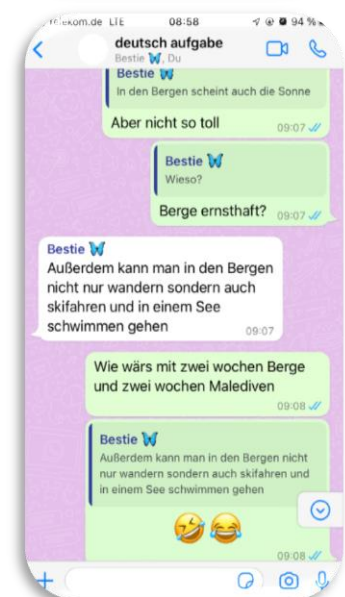 Telekom.de LTE 08:58 94 %
deutsch aufgabe
Bestie 🦋, Du
Bestie 🦋
In den Bergen scheint auch die Sonne
Aber nicht so toll 09:07
Bestie 🦋
Wieso?
Berge ernsthaft? 09:07
Bestie 🦋
Außerdem kann man in den Bergen
nicht nur wandern sondern auch
skifahren und in einem See
schwimmen gehen 09:07
Wie wärs mit zwei wochen Berge
und zwei wochen Malediven
09:08
Bestie 🦋
Außerdem kann man in den Bergen nicht
nur wandern sondern auch skifahren und
in einem See schwimmen gehen
🤣😂
09:08